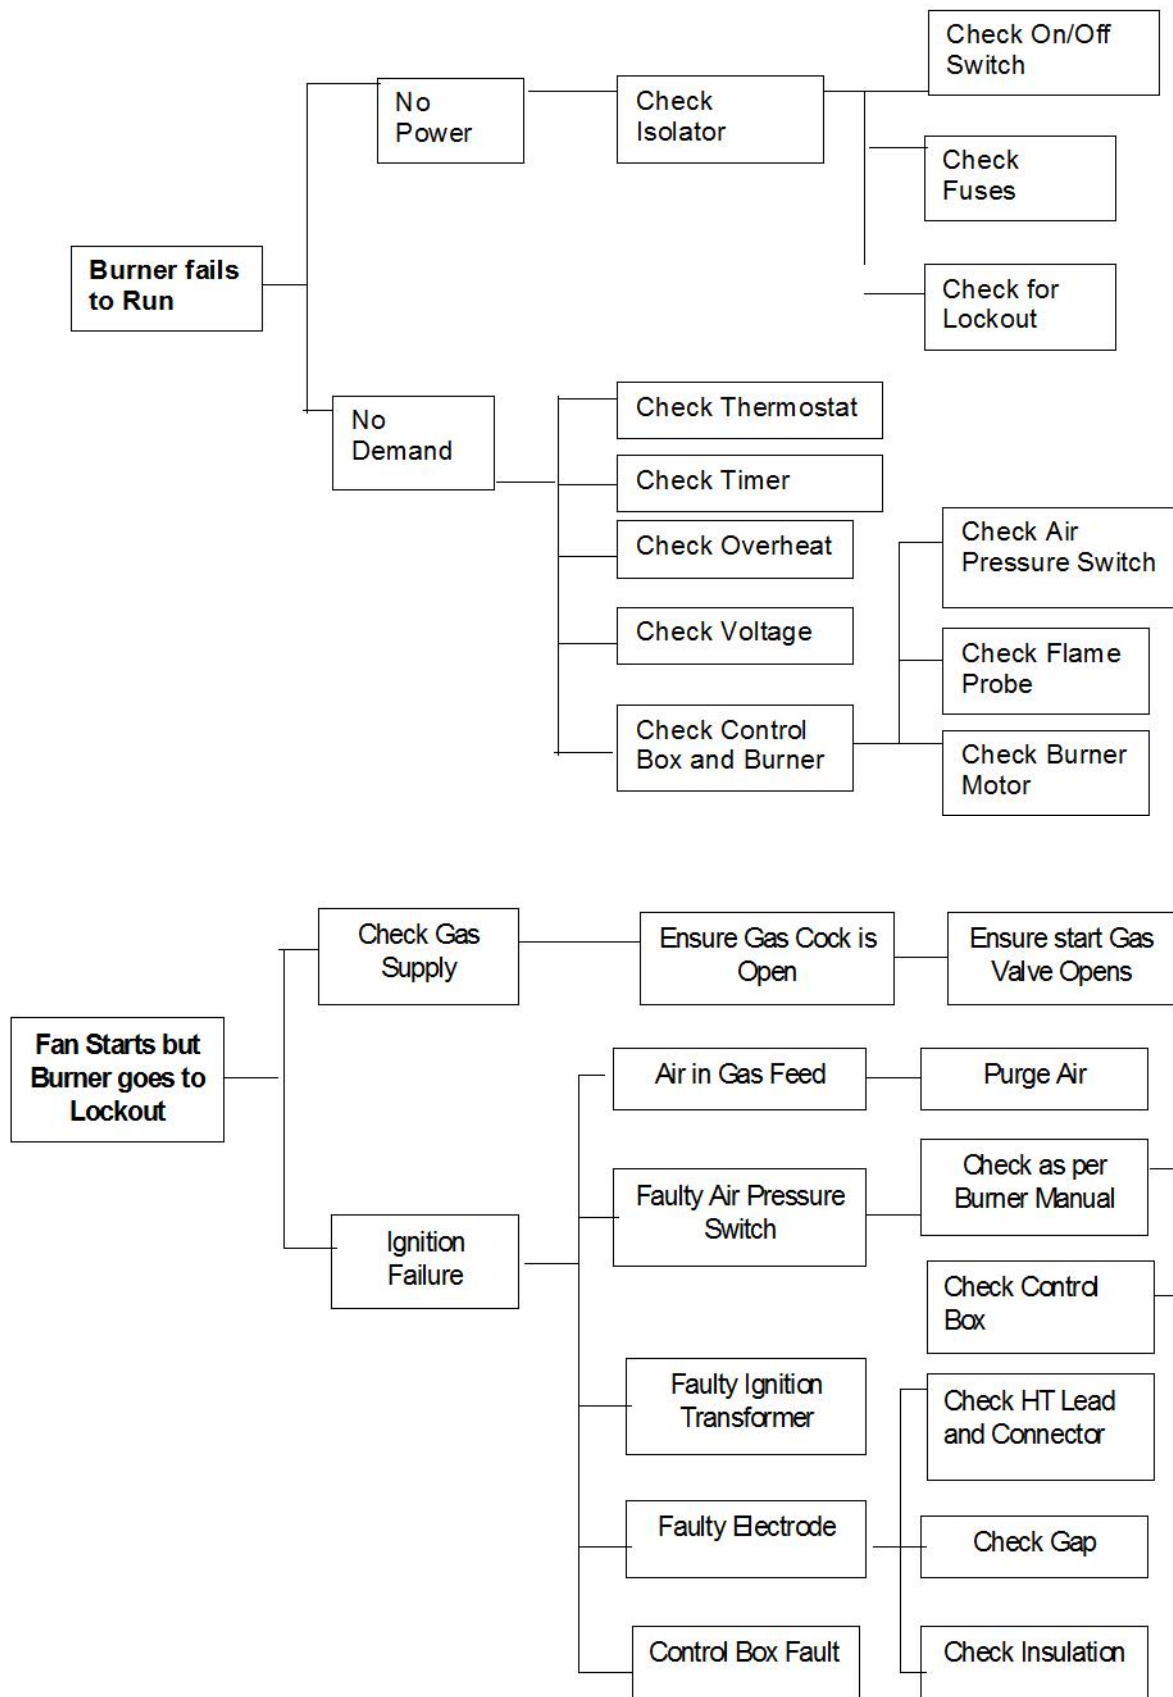 Check On/Off
Switch
No
Power
Check
Isolator
Check
Fuses
Burner fails
to Run
Check for
Lockout
No
Demand
Check Thermostat
Check Timer
Check Overheat
Check Voltage
Check Control
Box and Burner
Check Air
Pressure Switch
Check Flame
Probe
Check Burner
Motor
Fan Starts but
Burner goes to
Lockout
Check Gas
Supply
Ensure Gas Cock is
Open
Ensure start Gas
Valve Opens
Ignition
Failure
Air in Gas Feed
Purge Air
Faulty Air Pressure
Switch
Check as per
Burner Manual
Check Control
Box
Faulty Ignition
Transformer
Faulty Electrode
Check HT Lead
and Connector
Check Gap
Check Insulation
Control Box Fault